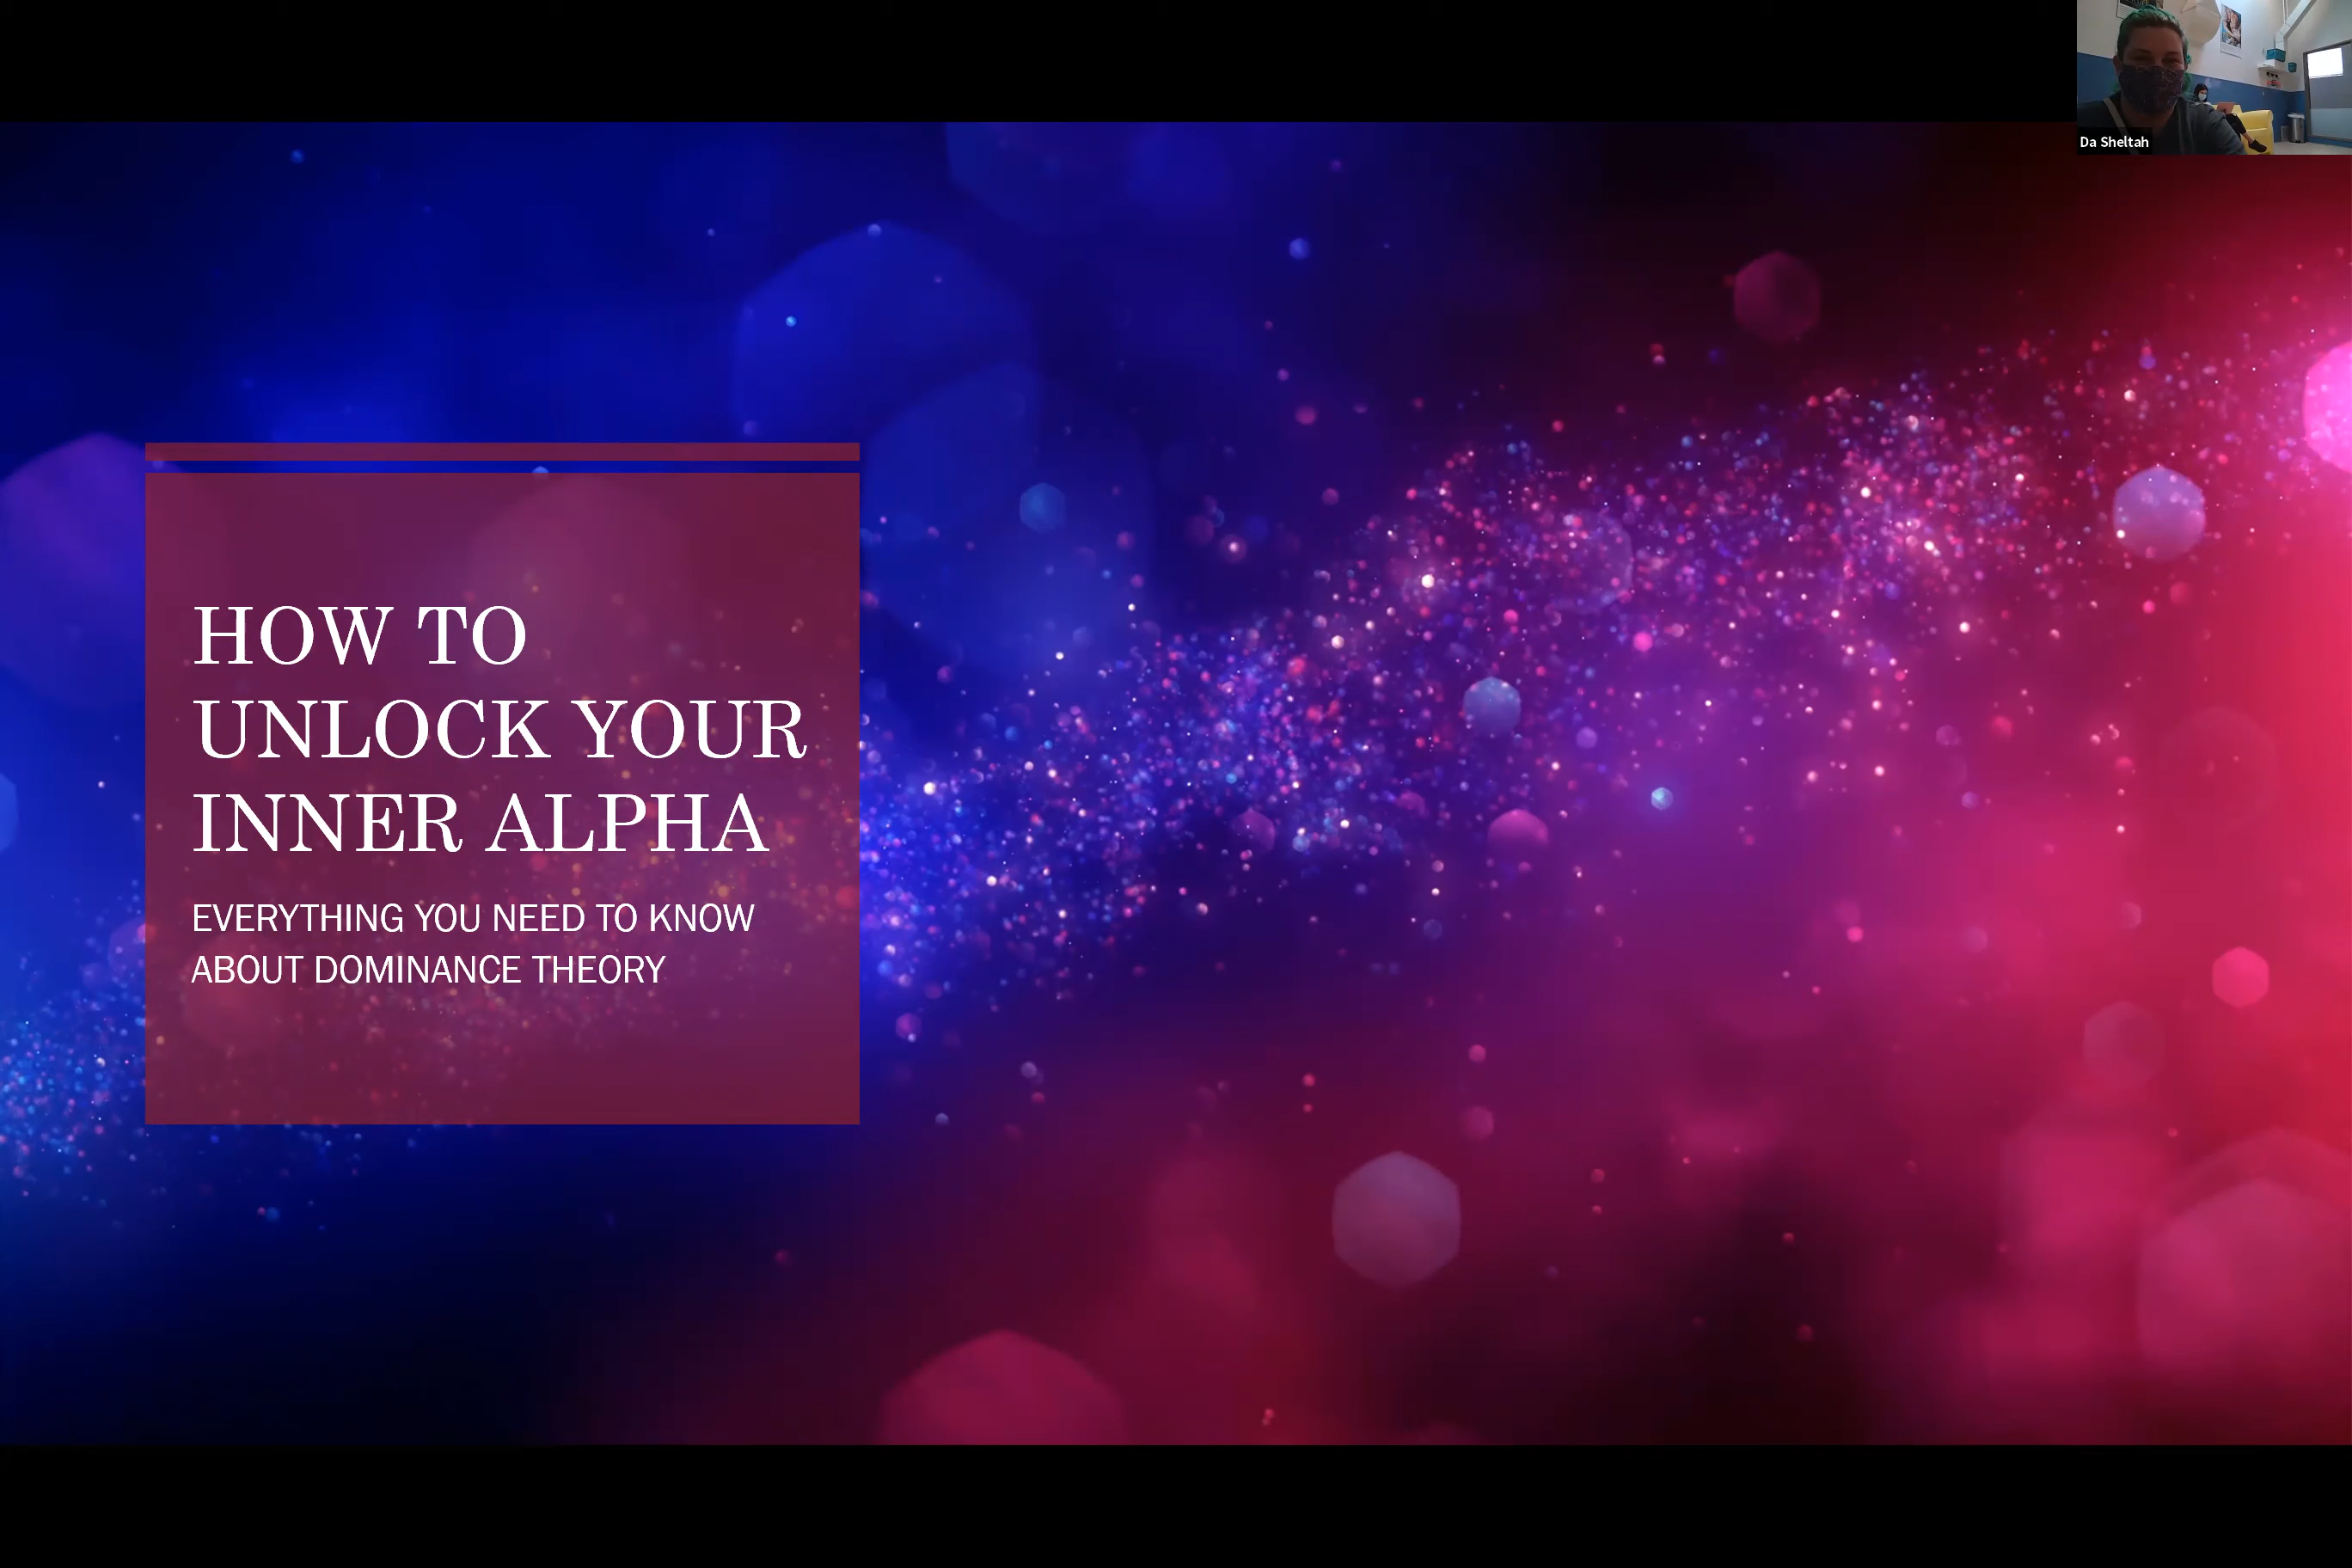 Da Sheltah
HOW TO
UNLOCK YOUR
INNER ALPHA
EVERYTHING YOU NEED TO KNOW
ABOUT DOMINANCE THEORY